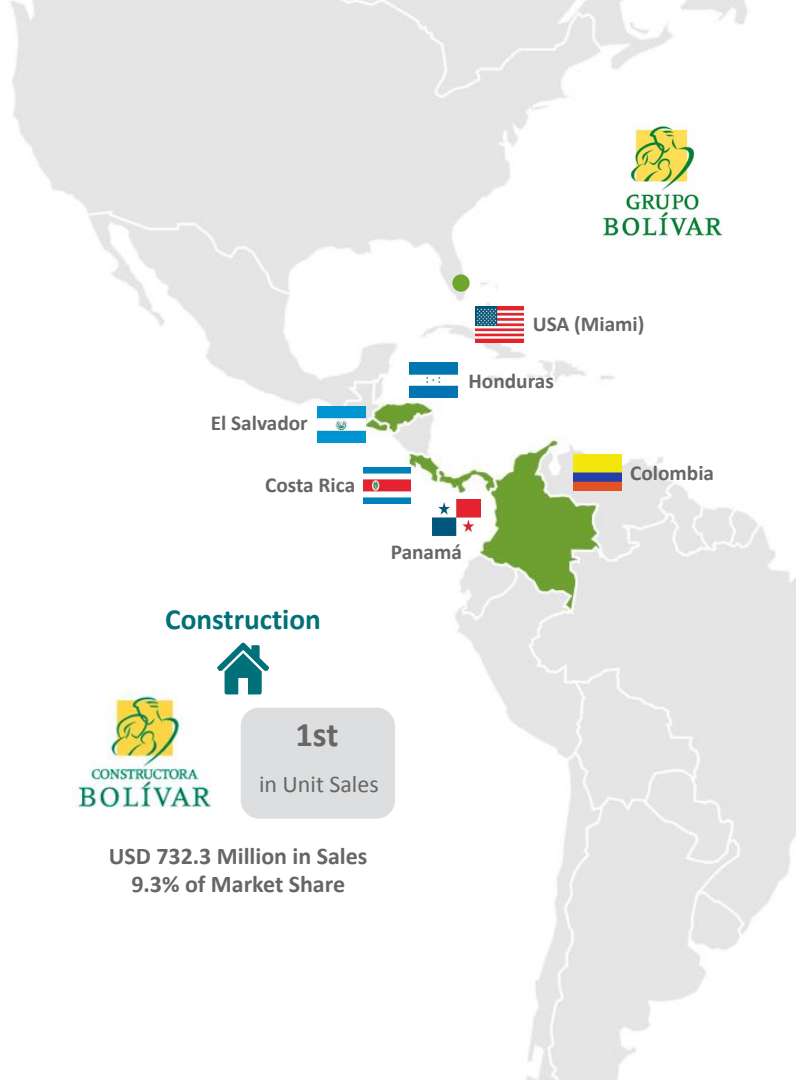 GRUPO
BOLÍVAR
USA (Miami)
Honduras
El Salvador
Colombia
Costa Rica
Panamá
Construction
CONSTRUCTORA
BOLÍVAR
1st
in Unit Sales
USD 732.3 Million in Sales
9.3% of Market Share